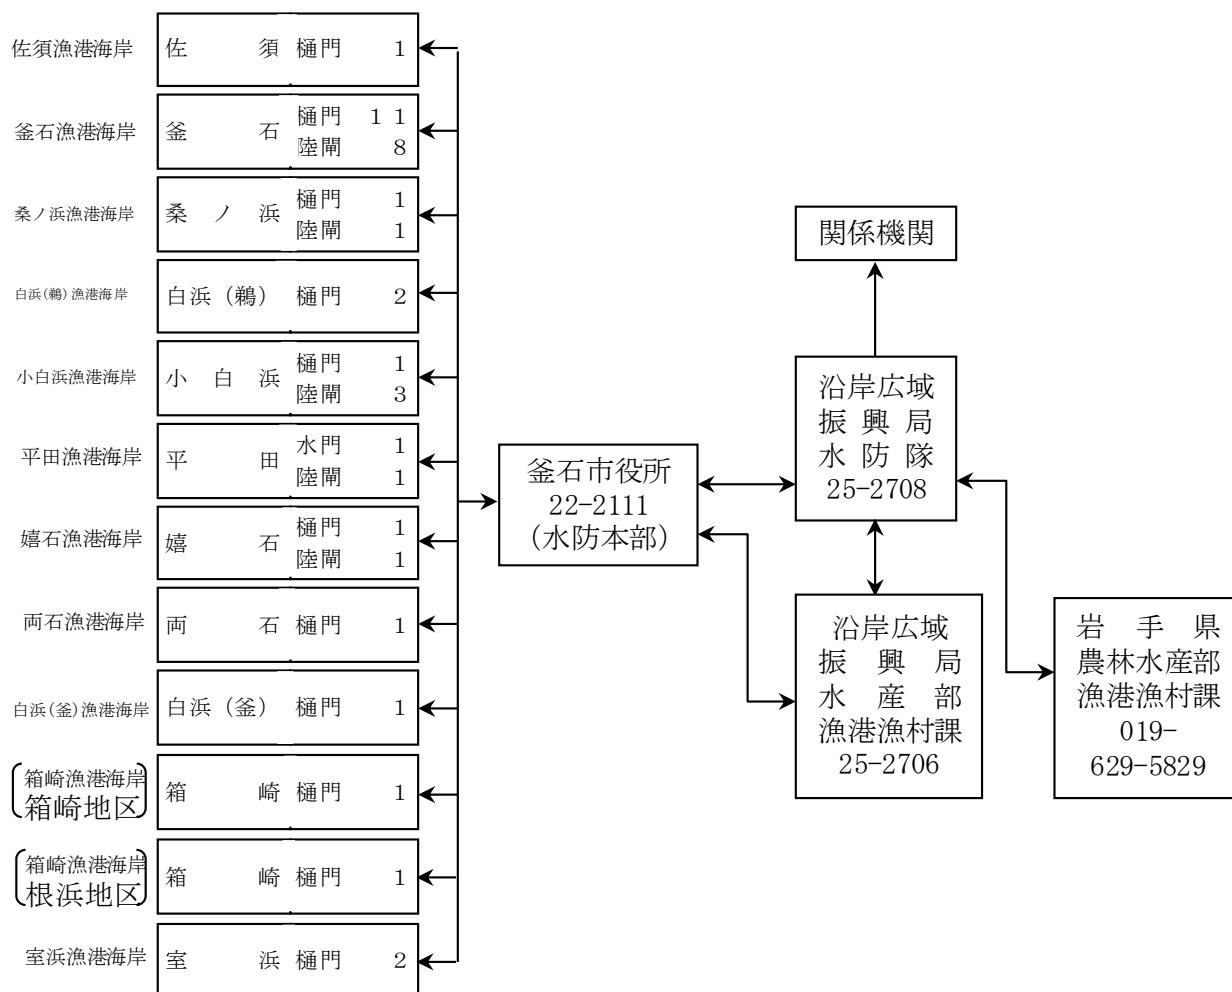 佐須漁港海岸 佐須 樋門 1
釜石漁港海岸 釜石 樋門 11
陸閘 8
桑ノ浜漁港海岸 桑ノ浜 樋門 1
陸閘 1
白浜(鵜)漁港海岸 白浜(鵜) 樋門 2
小白浜漁港海岸 小白浜 樋門 1
陸閘 3
平田漁港海岸 平田 水門 1
陸閘 1
嬉石漁港海岸 嬉石 樋門 1
陸閘 1
両石漁港海岸 両石 樋門 1
白浜(釜)漁港海岸 白浜(釜) 樋門 1
箱崎漁港海岸
箱崎地区
箱崎 樋門 1
箱崎漁港海岸
根浜地区
箱崎 樋門 1
室浜漁港海岸 室浜 樋門 2
釜石市役所
22-2111
(水防本部)
関係機関
沿岸広域
振興局
水防隊
25-2708
沿岸広域
振興局
水産部
漁港漁村課
25-2706
岩手県
農林水産部
漁港漁村課
019-
629-5829